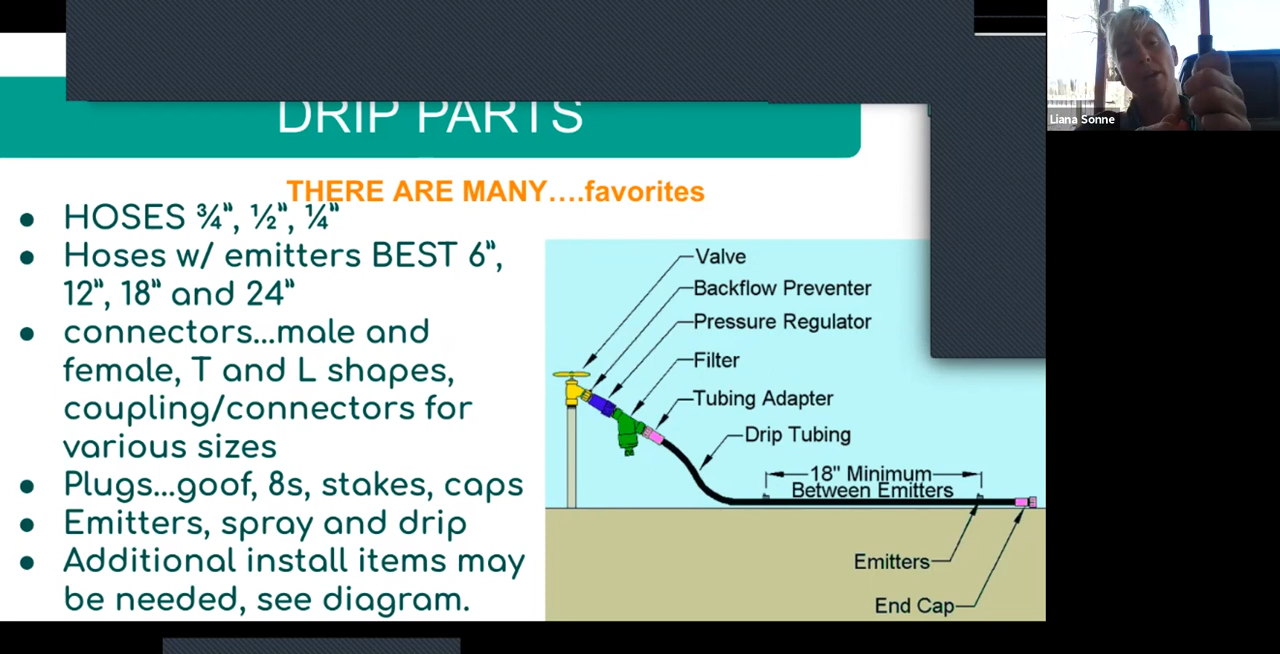 DRIP PARTS
THERE ARE MANY....favorites
● HOSES ¾”, ½”, ¼”
● Hoses w/ emitters BEST 6”,
12”, 18” and 24”
● connectors...male and
female, T and L shapes,
coupling/connectors for
various sizes
● Plugs...goof, 8s, stakes, caps
● Emitters, spray and drip
● Additional install items may
be needed, see diagram.
Valve
Backflow Preventer
Pressure Regulator
Filter
Tubing Adapter
Drip Tubing
18" Minimum
Between Emitters
Emitters
End Cap
Liana Sonne